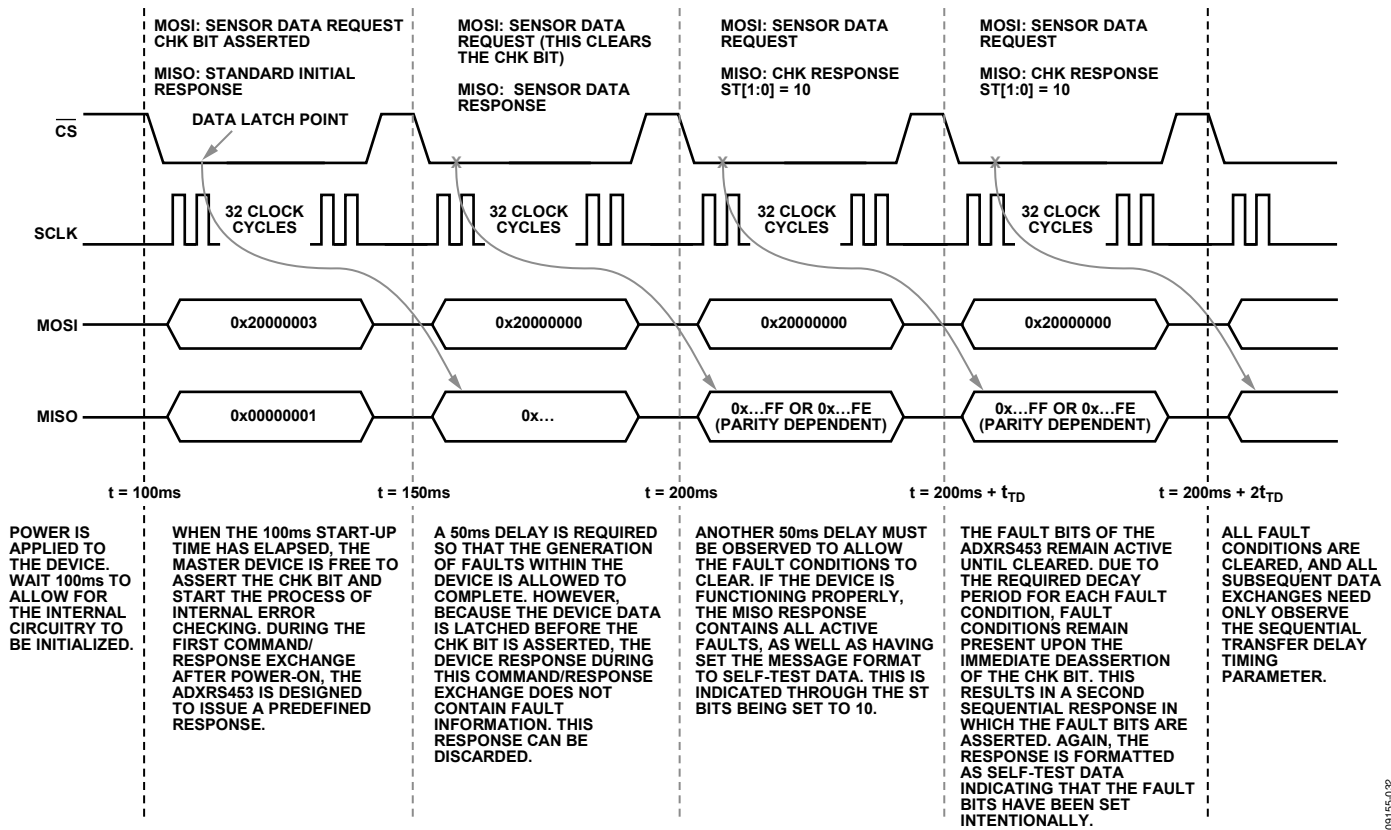 MOSI: SENSOR DATA REQUEST
CHK BIT ASSERTED
MISO: STANDARD INITIAL
RESPONSE
MOSI: SENSOR DATA
REQUEST (THIS CLEARS
THE CHK BIT)
MISO: SENSOR DATA
RESPONSE
MOSI: SENSOR DATA
REQUEST
MISO: CHK RESPONSE
ST[1:0] = 10
MOSI: SENSOR DATA
REQUEST
MISO: CHK RESPONSE
ST[1:0] = 10
CS
DATA LATCH POINT
SCLK
32 CLOCK
CYCLES
32 CLOCK
CYCLES
32 CLOCK
CYCLES
32 CLOCK
CYCLES
MOSI
0x20000003
0x20000000
0x20000000
0x20000000
MISO
0x00000001
0x…
0x…FF OR 0x…FE
(PARITY DEPENDENT)
0x…FF OR 0x…FE
(PARITY DEPENDENT)
t = 100ms
t = 150ms
t = 200ms
t = 200ms + tTD
t = 200ms + 2tTD
POWER IS
APPLIED TO
THE DEVICE.
WAIT 100ms TO
ALLOW FOR
THE INTERNAL
CIRCUITRY TO
BE INITIALIZED.
WHEN THE 100ms START-UP
TIME HAS ELAPSED, THE
MASTER DEVICE IS FREE TO
ASSERT THE CHK BIT AND
START THE PROCESS OF
INTERNAL ERROR
CHECKING. DURING THE
FIRST COMMAND/
RESPONSE EXCHANGE
AFTER POWER-ON, THE
ADXRS453 IS DESIGNED
TO ISSUE A PREDEFINED
RESPONSE.
A 50ms DELAY IS REQUIRED
SO THAT THE GENERATION
OF FAULTS WITHIN THE
DEVICE IS ALLOWED TO
COMPLETE. HOWEVER,
BECAUSE THE DEVICE DATA
IS LATCHED BEFORE THE
CHK BIT IS ASSERTED, THE
DEVICE RESPONSE DURING
THIS COMMAND/RESPONSE
EXCHANGE DOES NOT
CONTAIN FAULT
INFORMATION. THIS
RESPONSE CAN BE
DISCARDED.
ANOTHER 50ms DELAY MUST
BE OBSERVED TO ALLOW
THE FAULT CONDITIONS TO
CLEAR. IF THE DEVICE IS
FUNCTIONING PROPERLY,
THE MISO RESPONSE
CONTAINS ALL ACTIVE
FAULTS, AS WELL AS HAVING
SET THE MESSAGE FORMAT
TO SELF-TEST DATA. THIS IS
INDICATED THROUGH THE ST
BITS BEING SET TO 10.
THE FAULT BITS OF THE
ADXRS453 REMAIN ACTIVE
UNTIL CLEARED. DUE TO
THE REQUIRED DECAY
PERIOD FOR EACH FAULT
CONDITION, FAULT
CONDITIONS REMAIN
PRESENT UPON THE
IMMEDIATE DEASSERTION
OF THE CHK BIT. THIS
RESULTS IN A SECOND
SEQUENTIAL RESPONSE IN
WHICH THE FAULT BITS ARE
ASSERTED. AGAIN, THE
RESPONSE IS FORMATTED
AS SELF-TEST DATA
INDICATING THAT THE FAULT
BITS HAVE BEEN SET
INTENTIONALLY.
ALL FAULT
CONDITIONS ARE
CLEARED, AND ALL
SUBSEQUENT DATA
EXCHANGES NEED
ONLY OBSERVE
THE SEQUENTIAL
TRANSFER DELAY
TIMING
PARAMETER.
09155-032